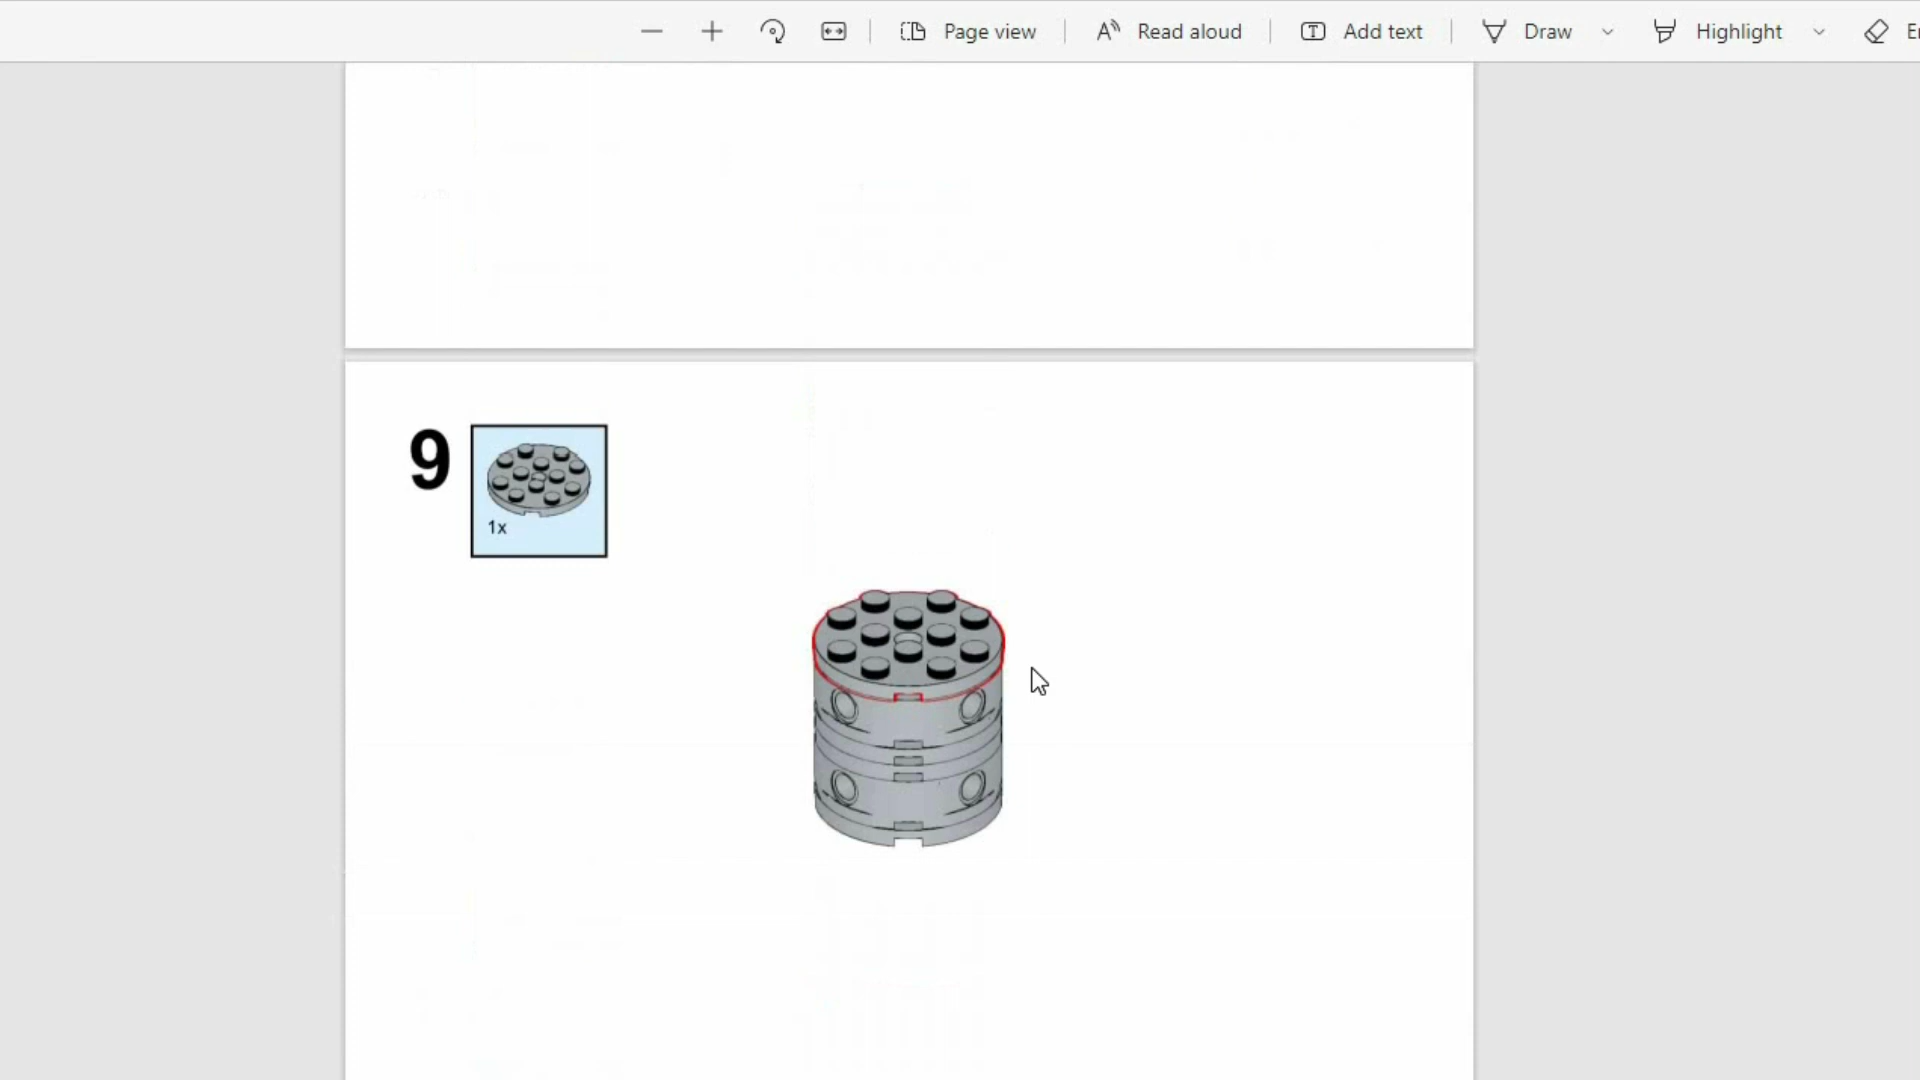 Page view
Read aloud
Add text
Draw
Highlight
9
1x